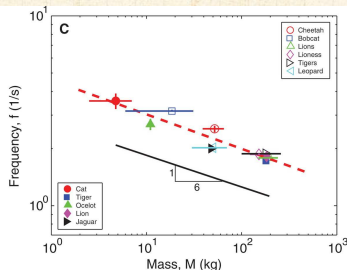 10¹
C
Cheetah
Bobcat
Lions
Lioness
Tigers
Leopard
Frequency, f (1/s)
1
6
Cat
Tiger
Ocelot
Lion
Jaguar
10⁰
10⁰ 10¹ 10² 10³
Mass, M (kg)